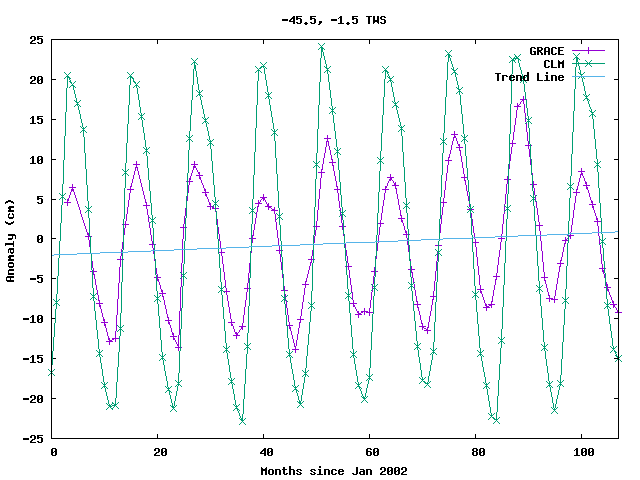 -45.5, -1.5 TWS
GRACE
CLM
Trend Line
25
20
15
10
5
0
-5
-10
-15
-20
-25
Anomaly (cm)
0 20 40 60 80 100
Months since Jan 2002